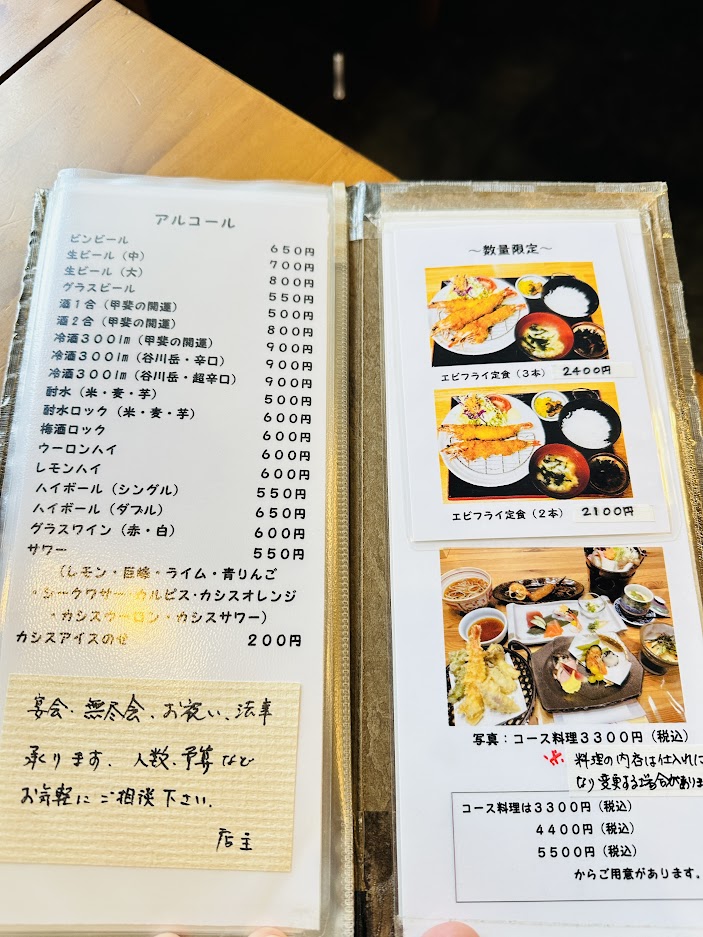 アルコール
ビンビール 650円
生ビール（中） 700円
生ビール（大） 800円
グラスビール 550円
酒1合（甲斐の開運） 500円
酒2合（甲斐の開運） 800円
冷酒300lm（甲斐の開運） 900円
冷酒300lm（谷川岳・辛口） 900円
冷酒300lm（谷川岳・超辛口） 900円
耐水（米・麦・芋） 500円
耐水ロック（米・麦・芋） 600円
梅酒ロック 600円
ウーロンハイ 600円
レモンハイ 600円
ハイボール（シングル） 550円
ハイボール（ダブル） 650円
グラスワイン（赤・白） 600円
サワー 550円
（レモン・巨峰・ライム・青りんご
・シークワサー・カルピス・カシスオレンジ
・カシスウーロン・カシスサワー）
カシスアイスのせ 200円
宴会、無尽会、お祝い、法事
承ります。人数、予算など
お気軽にご相談下さい。
店主
～数量限定～
エビフライ定食（3本） 2400円
エビフライ定食（2本） 2100円
写真：コース料理3300円（税込）
※ 料理の内容は仕入れに
なり変更する場合がありま
コース料理は3300円（税込）
4400円（税込）
5500円（税込）
からご用意があります。